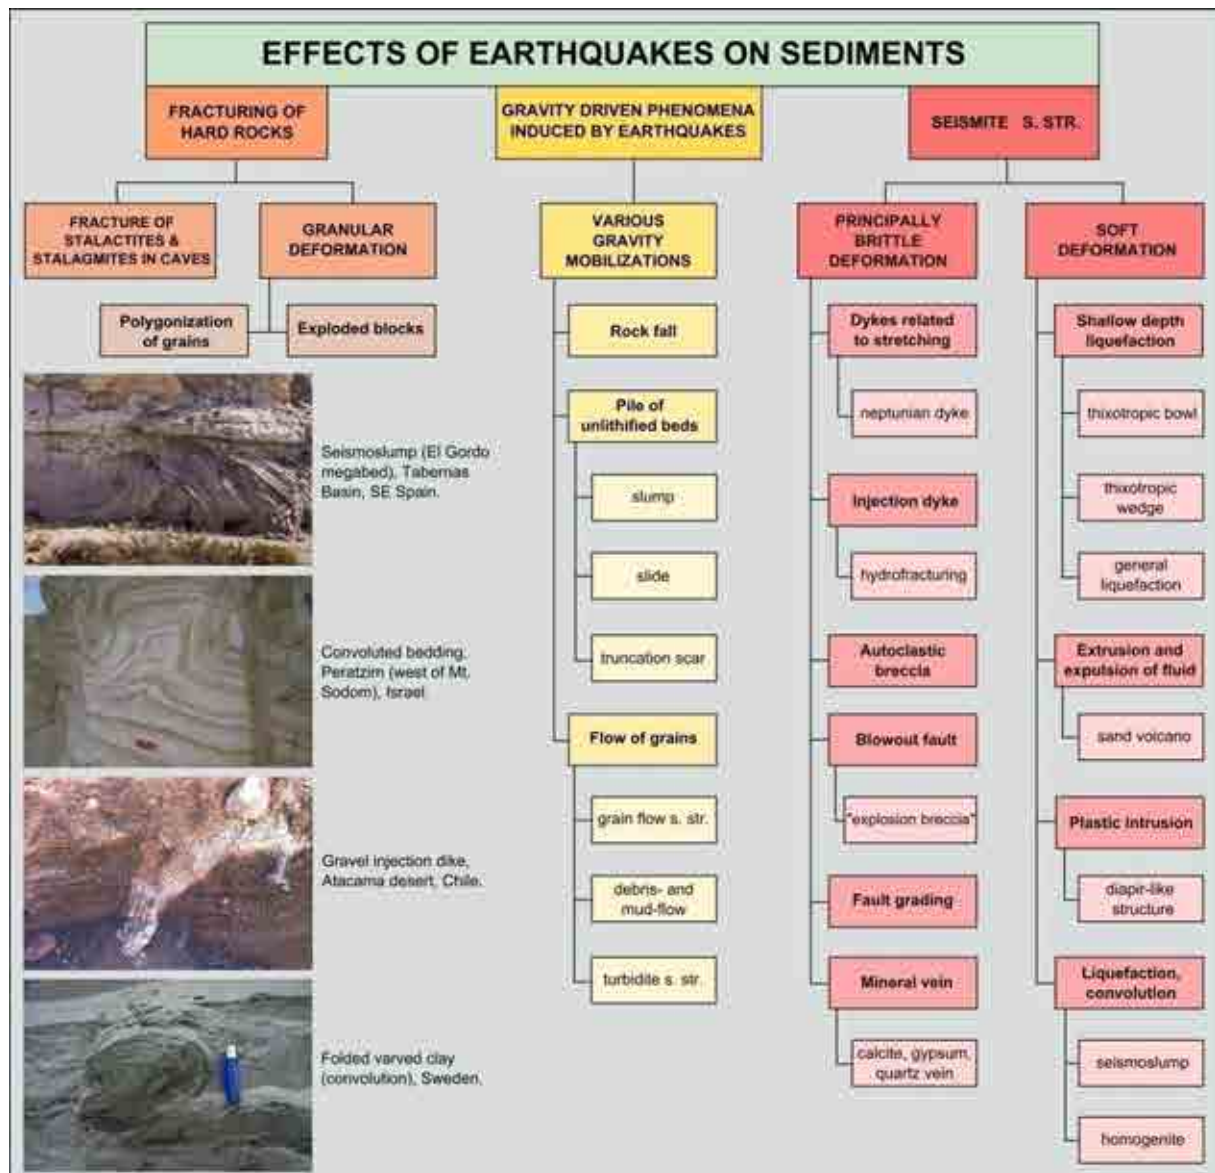 EFFECTS OF EARTHQUAKES ON SEDIMENTS
FRACTURING OF
HARD ROCKS
GRAVITY DRIVEN PHENOMENA
INDUCED BY EARTHQUAKES
SEISMITE S. STR.
FRACTURE OF
STALACTITES &
STALAGMITES IN CAVES
GRANULAR
DEFORMATION
VARIOUS
GRAVITY
MOBILIZATIONS
PRINCIPALLY
BRITTLE
DEFORMATION
SOFT
DEFORMATION
Polygonization
of grains
Exploded blocks
Seismoslump (El Gordo
megabed), Tabernas
Basin, SE Spain.
Convoluted bedding,
Peratzim (west of Mt.
Sodom), Israel
Gravel injection dike,
Atacama desert, Chile.
Folded varved clay
(convolution), Sweden.
Rock fall
Pile of
unlithified beds
slump
slide
truncation scar
Flow of grains
grain flow s. str.
debris- and
mud-flow
turbidite s. str.
Dykes related
to stretching
neptunian dyke
Injection dyke
hydrofracturing
Autoclastic
breccia
Blowout fault
"explosion breccia"
Fault grading
Mineral vein
calcite, gypsum,
quartz vein
Shallow depth
liquefaction
thixotropic bowl
thixotropic
wedge
general
liquefaction
Extrusion and
expulsion of fluid
sand volcano
Plastic intrusion
diapir-like
structure
Liquefaction,
convolution
seismoslump
homogenite